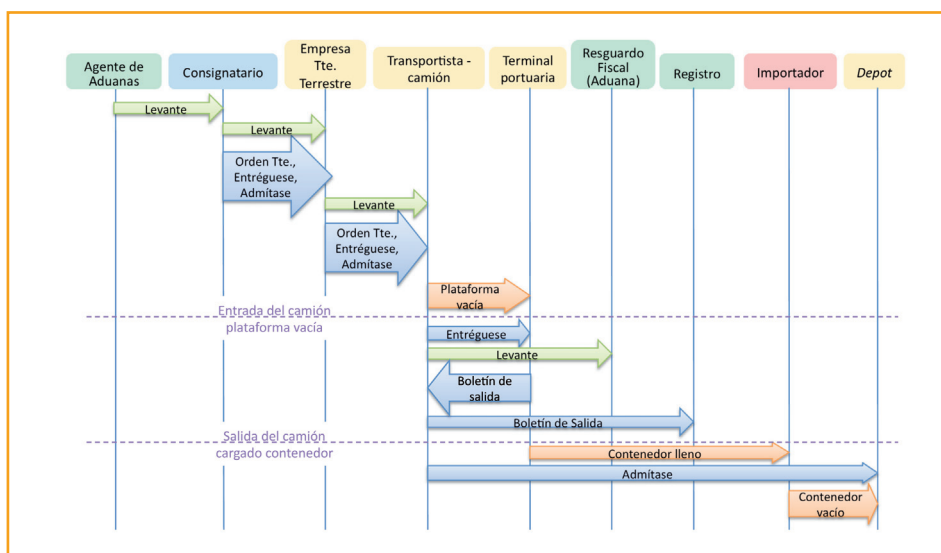 Agente de
Aduanas
Consignatario
Empresa
Tte.
Terrestre
Transportista -
camión
Terminal
portuaria
Resguardo
Fiscal
(Aduana)
Registro
Importador
Depot
Levante
Levante
Orden Tte.,
Entréguese,
Admítase
Levante
Orden Tte.,
Entréguese,
Admítase
Plataforma
vacía
Entrada del camión
plataforma vacía
Entréguese
Levante
Boletín de
salida
Boletín de Salida
Salida del camión
cargado contenedor
Contenedor lleno
Admítase
Contenedor
vacío